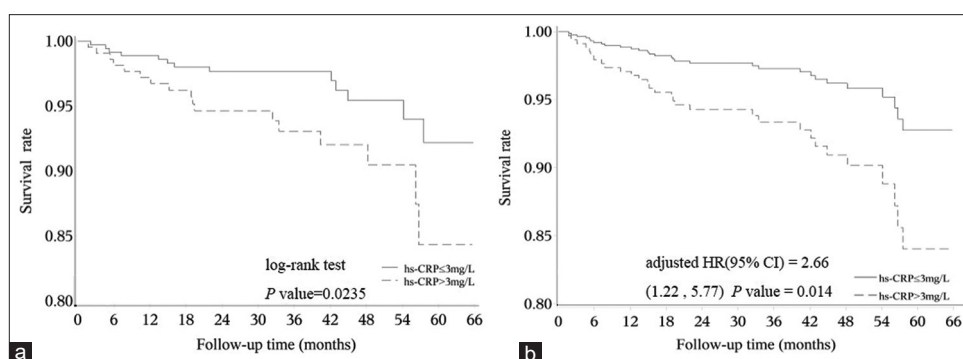 1.00
0.95
0.90
0.85
0.80
Survival rate
log-rank test
P value=0.0235
hs-CRP≤3mg/L
hs-CRP>3mg/L
0 6 12 18 24 30 36 42 48 54 60 66
Follow-up time (months)
a
1.00
0.95
0.90
0.85
0.80
Survival rate
adjusted HR(95% CI) = 2.66
(1.22 , 5.77) P value = 0.014
hs-CRP≤3mg/L
hs-CRP>3mg/L
0 6 12 18 24 30 36 42 48 54 60 66
Follow-up time (months)
b